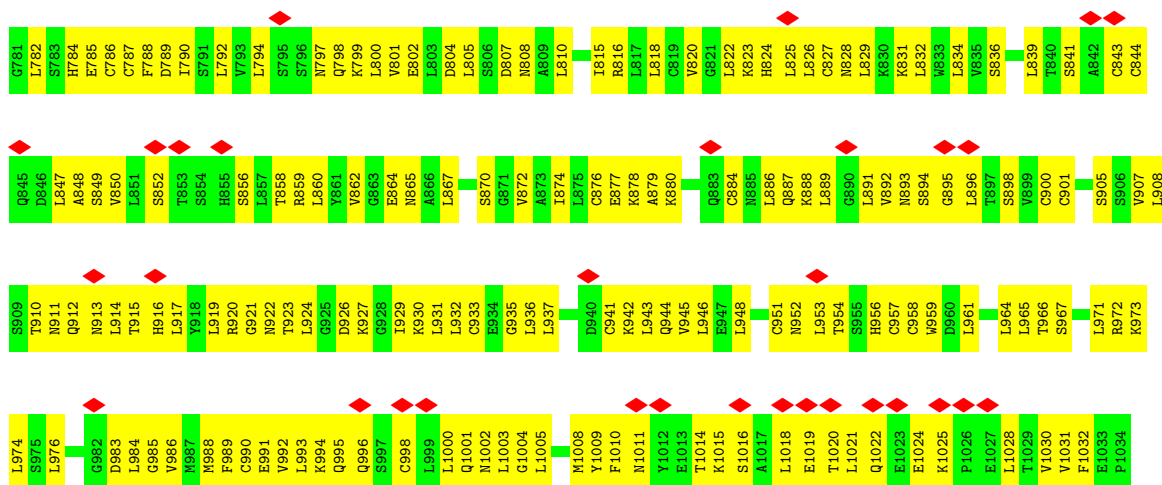 G781 L782 S783 H784 E785 C786 C787 F788 D789 I790 S791 L792 V793 L794 S795 S796 N797 Q798 K799 L800 V801 E802 L803 D804 L805 S806 D807 N808 A809 L810 I815 R816 L817 L818 C819 V820 G821 L822 K823 H824 L825 L826 C827 N828 L829 K830 K831 L832 W833 L834 V835 S836 L839 T840 S841 A842 C843 C844
Q845 D846 L847 A848 S849 V850 L851 S852 T853 S854 H855 S856 L857 T858 R859 L860 Y861 V862 G863 E864 N865 A866 L867 S870 G871 V872 A873 I874 L875 C876 E877 K878 A879 K880 Q883 C884 N885 L886 Q887 K888 L889 G890 L891 V892 N893 S894 G895 L896 T897 S898 V899 C900 C901 S905 S906 V907 L908
S909 T910 N911 Q912 N913 L914 T915 H916 L917 Y918 L919 R920 G921 N922 T923 L924 G925 D926 K927 G928 I929 K930 L931 L932 C933 E934 G935 L936 L937 D940 C941 K942 L943 Q944 V945 L946 E947 L948 C951 N952 L953 T954 S955 H956 C957 C958 W959 D960 L961 L964 L965 T966 S967 L971 R972 K973
L974 S975 L976 G982 D983 L984 G985 V986 M987 M988 F989 C990 E991 V992 L993 K994 Q995 Q996 S997 C998 L999 L1000 Q1001 N1002 L1003 G1004 L1005 M1008 Y1009 F1010 N1011 Y1012 E1013 T1014 K1015 S1016 A1017 L1018 E1019 T1020 L1021 Q1022 E1023 E1024 K1025 P1026 E1027 L1028 T1029 V1030 V1031 F1032 E1033 P1034